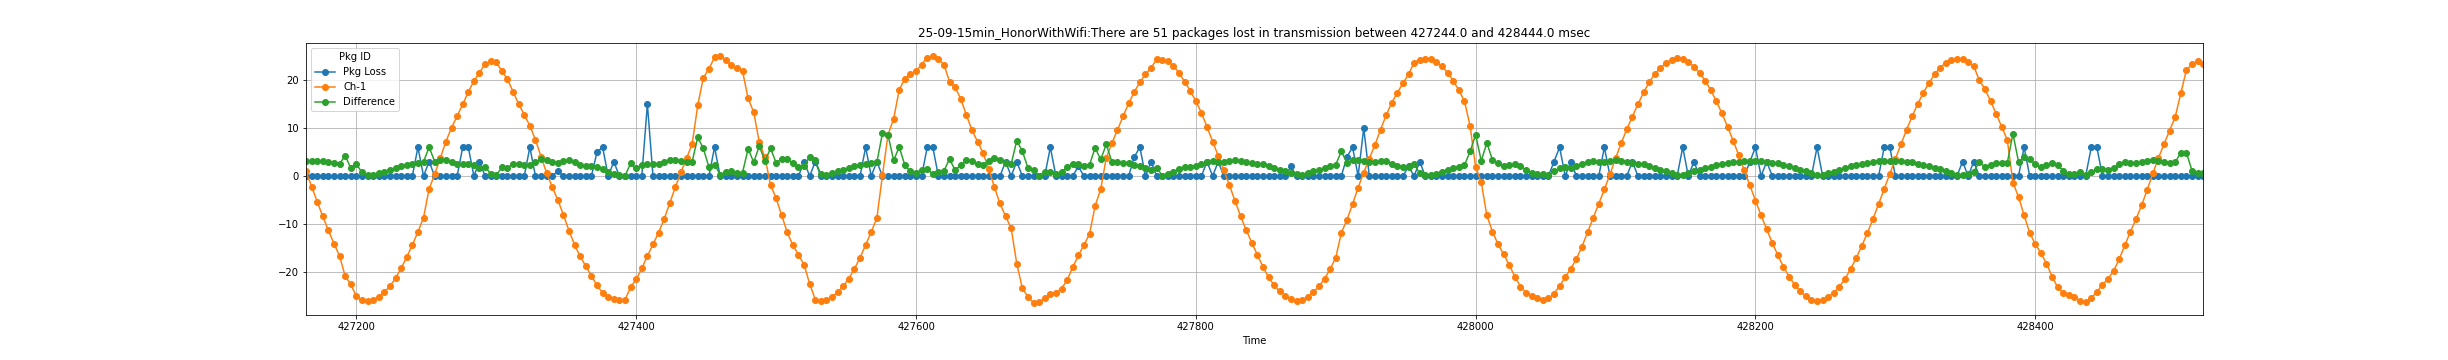 25-09-15min_HonorWithWifi:There are 51 packages lost in transmission between 427244.0 and 428444.0 msec
Pkg ID
Pkg Loss
Ch-1
Difference
20
10
0
−10
−20
427200 427400 427600 427800 428000 428200 428400
Time